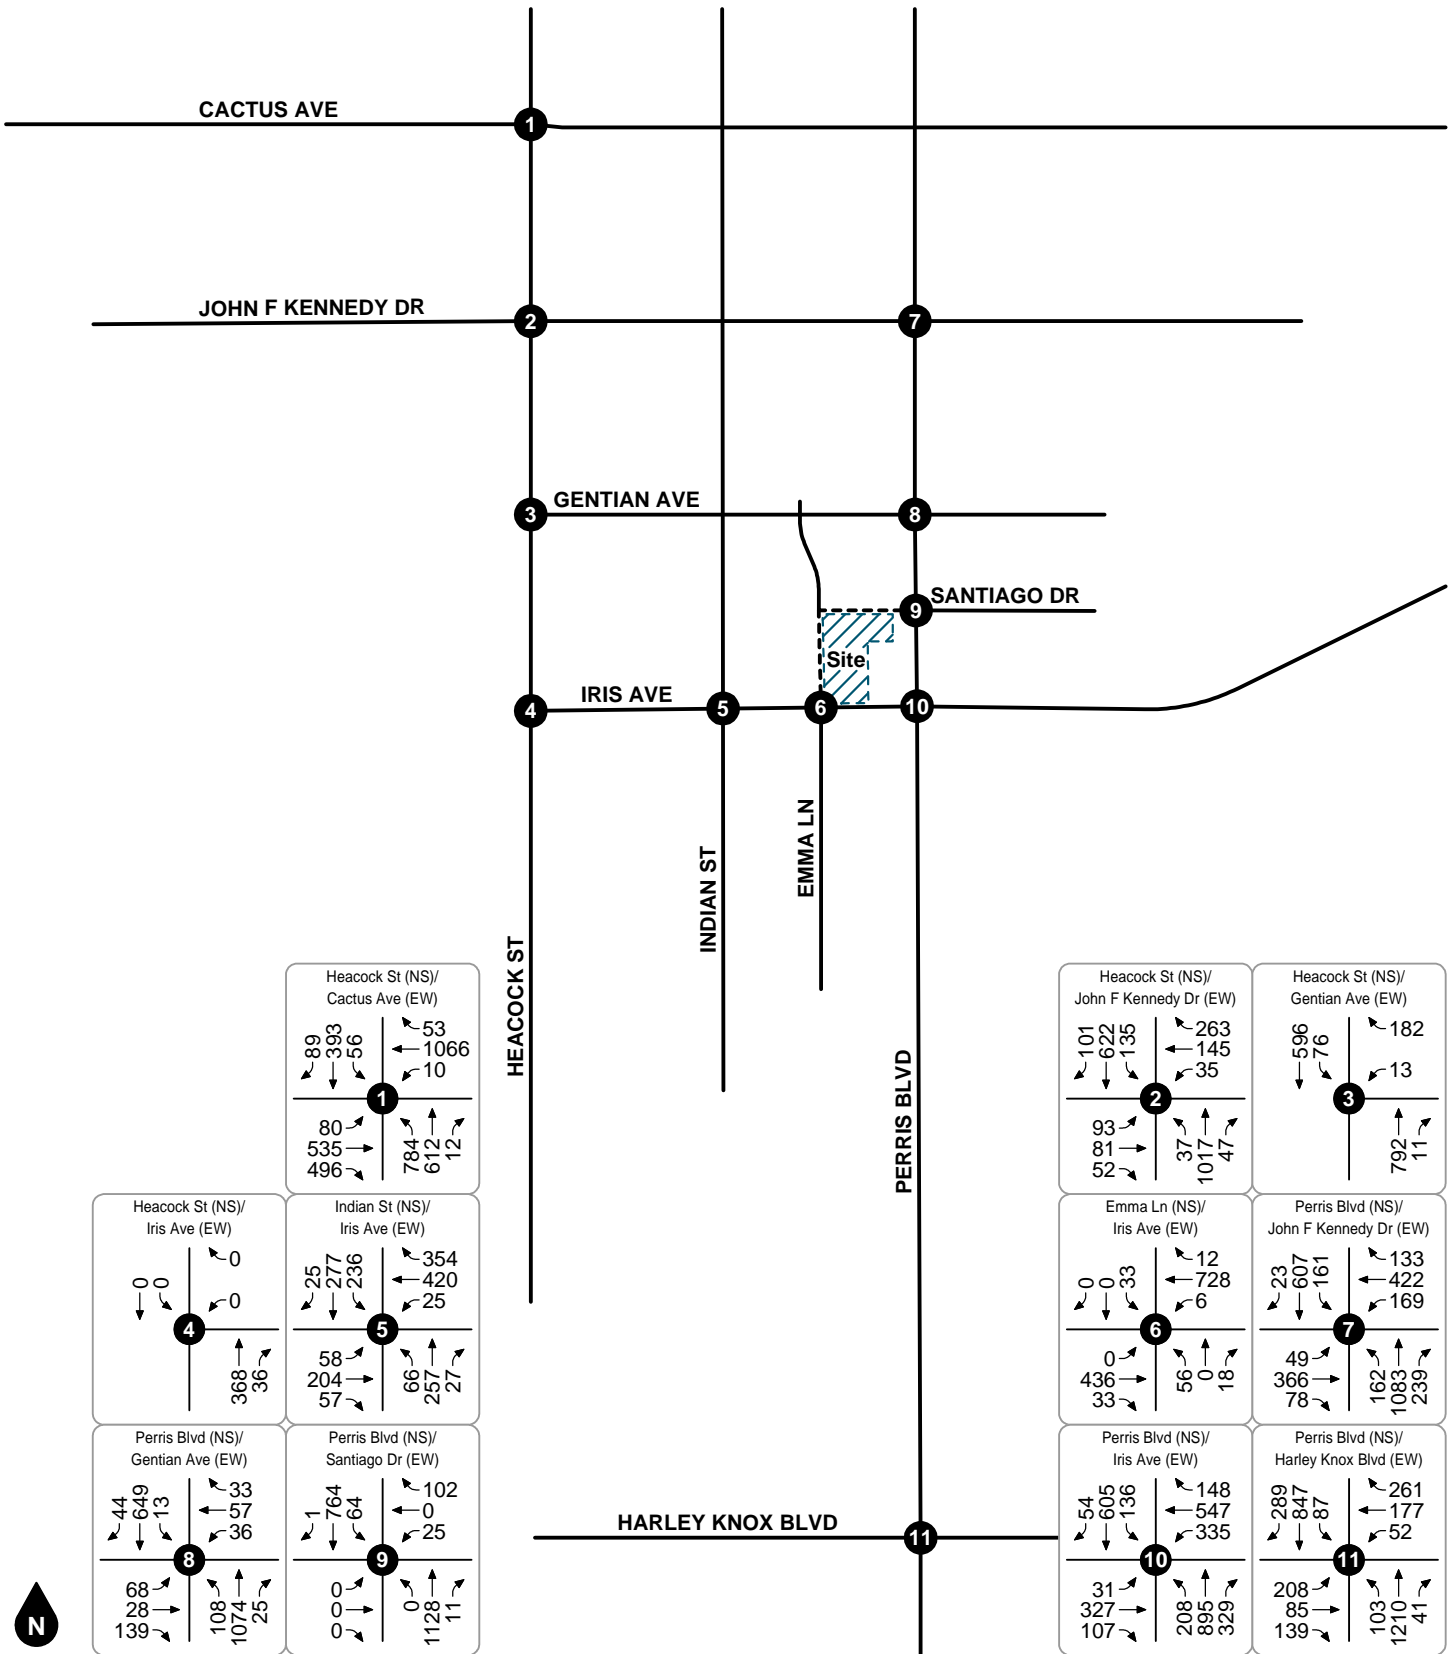 CACTUS AVE
1
JOHN F KENNEDY DR
2
7
3
GENTIAN AVE
8
9
SANTIAGO DR
Site
4
IRIS AVE
5
6
10
HEACOCK ST
INDIAN ST
EMMA LN
PERRIS BLVD
HARLEY KNOX BLVD
11
N
Heacock St (NS)/
Cactus Ave (EW)
89 393 56
53
1066
10
1
80
535
496
784 612 12
Heacock St (NS)/
John F Kennedy Dr (EW)
101 622 135
263
145
35
2
93
81
52
37 1017 47
Heacock St (NS)/
Gentian Ave (EW)
596 76
182
13
3
792 11
Heacock St (NS)/
Iris Ave (EW)
0 0
0
0
4
368 36
Indian St (NS)/
Iris Ave (EW)
25 277 236
354
420
25
5
58
204
57
66 257 27
Emma Ln (NS)/
Iris Ave (EW)
0 0 33
12
728
6
6
0
436
33
56 0 18
Perris Blvd (NS)/
John F Kennedy Dr (EW)
23 607 161
133
422
169
7
49
366
78
162 1083 239
Perris Blvd (NS)/
Gentian Ave (EW)
44 649 13
33
57
36
8
68
28
139
108 1074 25
Perris Blvd (NS)/
Santiago Dr (EW)
1 764 64
102
0
25
9
0
0
0
0 1128 11
Perris Blvd (NS)/
Iris Ave (EW)
54 605 136
148
547
335
10
31
327
107
208 895 329
Perris Blvd (NS)/
Harley Knox Blvd (EW)
289 847 87
261
177
52
11
208
85
139
103 1210 41